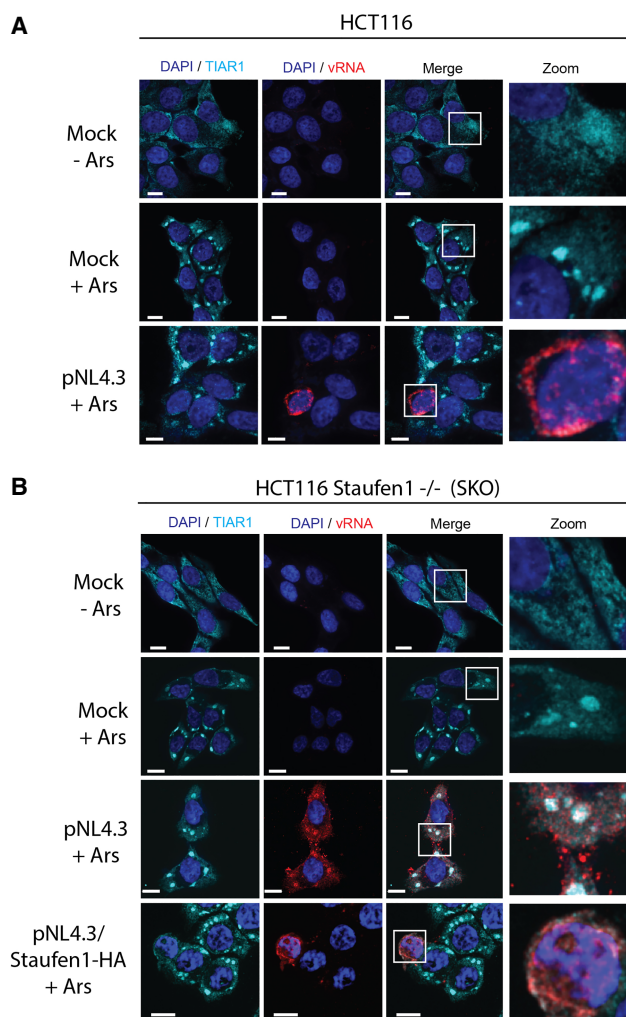 A
HCT116
DAPI / TIAR1 DAPI / vRNA Merge Zoom
Mock
- Ars
Mock
+ Ars
pNL4.3
+ Ars
B
HCT116 Staufen1 -/- (SKO)
DAPI / TIAR1 DAPI / vRNA Merge Zoom
Mock
- Ars
Mock
+ Ars
pNL4.3
+ Ars
pNL4.3/
Staufen1-HA
+ Ars